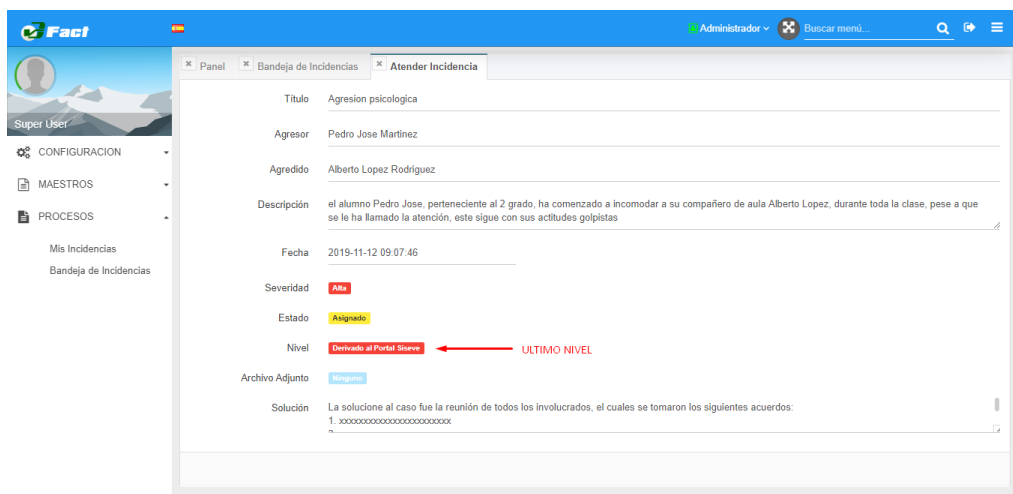 Fact
Administrador
Buscar menú...
Super User
CONFIGURACION
MAESTROS
PROCESOS
Mis Incidencias
Bandeja de Incidencias
Panel Bandeja de Incidencias Atender Incidencia
Título Agresion psicologica
Agresor Pedro Jose Martinez
Agredido Alberto Lopez Rodriguez
Descripción el alumno Pedro Jose, perteneciente al 2 grado, ha comenzado a incomodar a su compañero de aula Alberto Lopez, durante toda la clase, pese a que
se le ha llamado la atención, este sigue con sus actitudes golpistas
Fecha 2019-11-12 09:07:46
Severidad Alta
Estado Asignado
Nivel Derivado al Portal Siseve ULTIMO NIVEL
Archivo Adjunto Ninguno
Solución La solucione al caso fue la reunión de todos los involucrados, el cuales se tomaron los siguientes acuerdos:
1. xxxxxxxxxxxxxxxxxxxxxxx